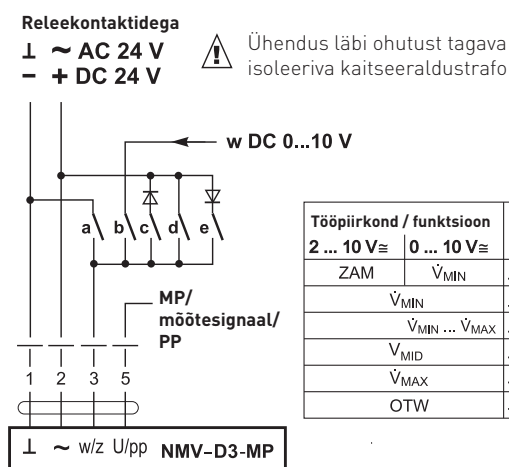 Releekontaktidega
⊥ ~ AC 24 V
– + DC 24 V
Ühendus läbi ohutust tagava
isoleeriva kaitseeraldustrafo
w DC 0...10 V
a b c d e
MP/
mõõtesignaal/
PP
1 2 3 5
⊥ ~ w/z U/pp NMV-D3-MP
Tööpiirkond / funktsioon
2 ... 10 V≅ 0 ... 10 V≅
ZAM V̇MIN
V̇MIN
V̇MIN ... V̇MAX
VMID
V̇MAX
OTW